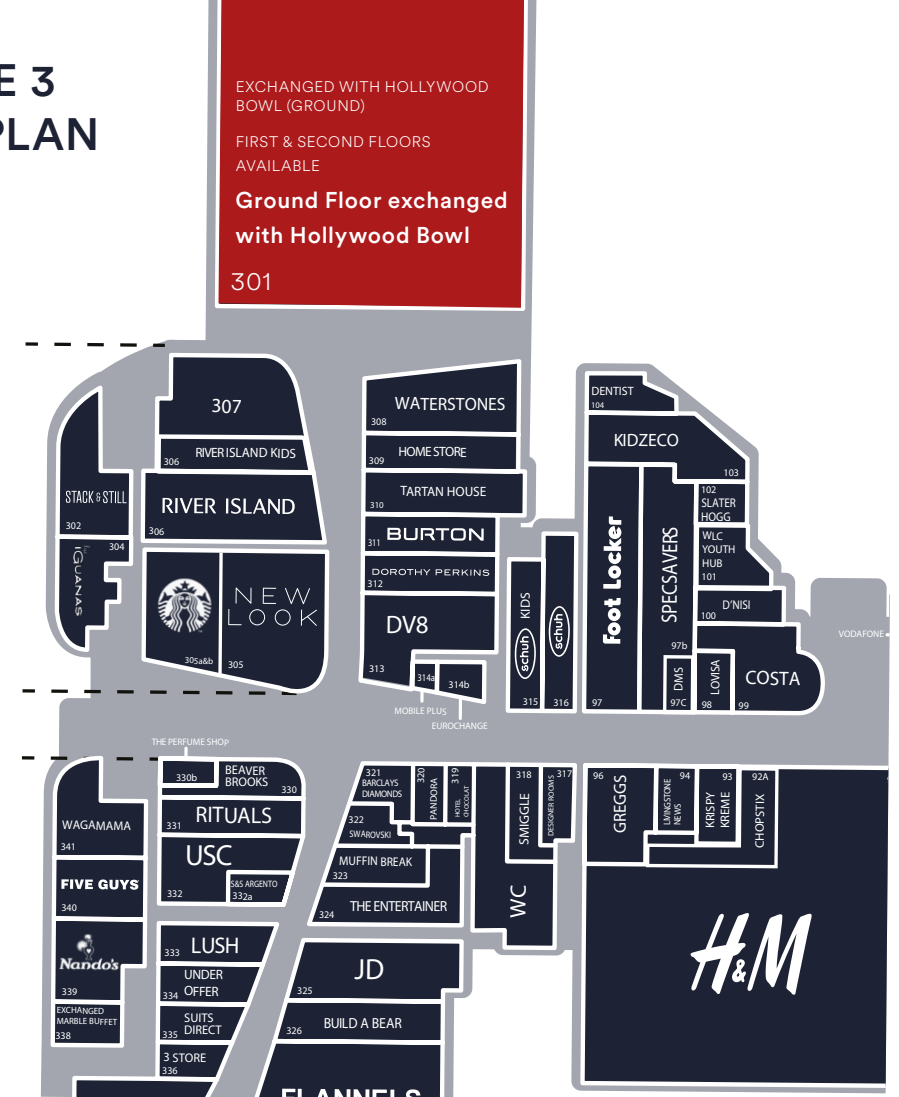 E 3
PLAN
EXCHANGED WITH HOLLYWOOD
BOWL (GROUND)
FIRST & SECOND FLOORS
AVAILABLE
Ground Floor exchanged
with Hollywood Bowl
301
307
RIVER ISLAND KIDS
306
RIVER ISLAND
306
STACK & STILL
302
304
IGUANAS
305a&b
NEW
LOOK
305
WATERSTONES
308
HOME STORE
309
TARTAN HOUSE
310
BURTON
311
DOROTHY PERKINS
312
DV8
313
314a
314b
MOBILE PLUS
EUROCHANGE
schuh KIDS
315
schuh
316
DENTIST
104
KIDZECO
103
102
SLATER
HOGG
WLC
YOUTH
HUB
101
D'NISI
100
Foot Locker
97
SPECSAVERS
97b
DMS
97C
LOVISA
98
COSTA
99
VODAFONE
THE PERFUME SHOP
330b
BEAVER
BROOKS
330
RITUALS
331
USC
332
S&S ARGENTO
332a
WAGAMAMA
341
FIVE GUYS
340
Nando's
339
EXCHANGED
MARBLE BUFFET
338
LUSH
333
UNDER
OFFER
334
SUITS
DIRECT
335
3 STORE
336
321
BARCLAYS
DIAMONDS
320
PANDORA
319
HOTEL
CHOCOLAT
322
SWAROVSKI
MUFFIN BREAK
323
THE ENTERTAINER
324
318
SMIGGLE
317
DESIGNER ROOMS
WC
JD
325
BUILD A BEAR
326
FLANNELS
96
GREGGS
94
LIVINGSTONE
NEWS
93
KRISPY
KREME
92A
CHOPSTIX
H&M